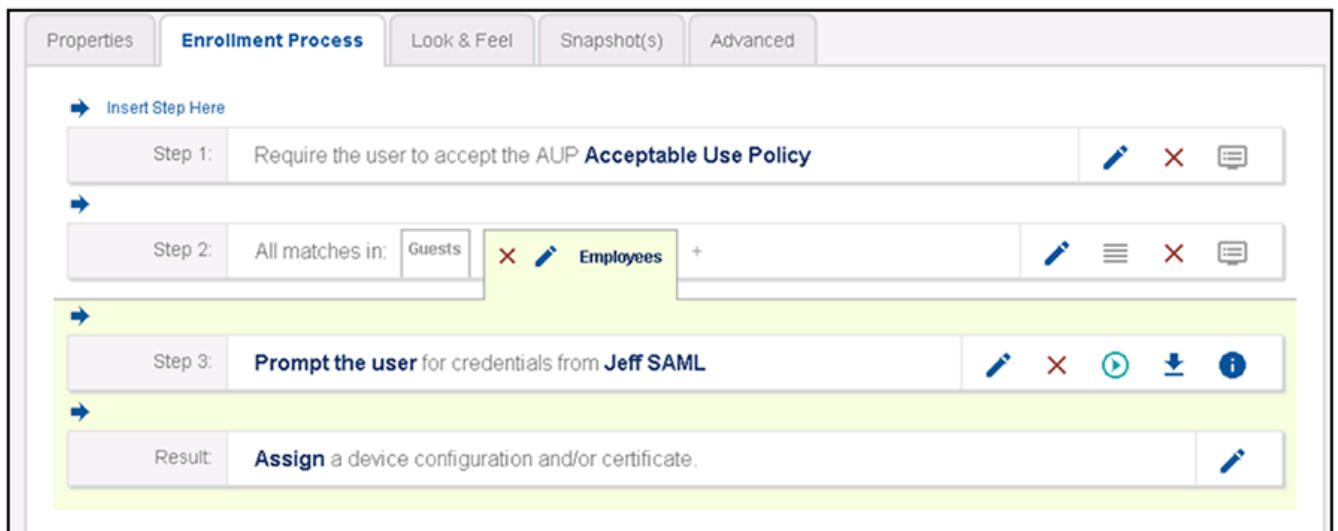 Properties Enrollment Process Look & Feel Snapshot(s) Advanced
Insert Step Here
Step 1: Require the user to accept the AUP Acceptable Use Policy
Step 2: All matches in: Guests Employees +
Step 3: Prompt the user for credentials from Jeff SAML
Result: Assign a device configuration and/or certificate.